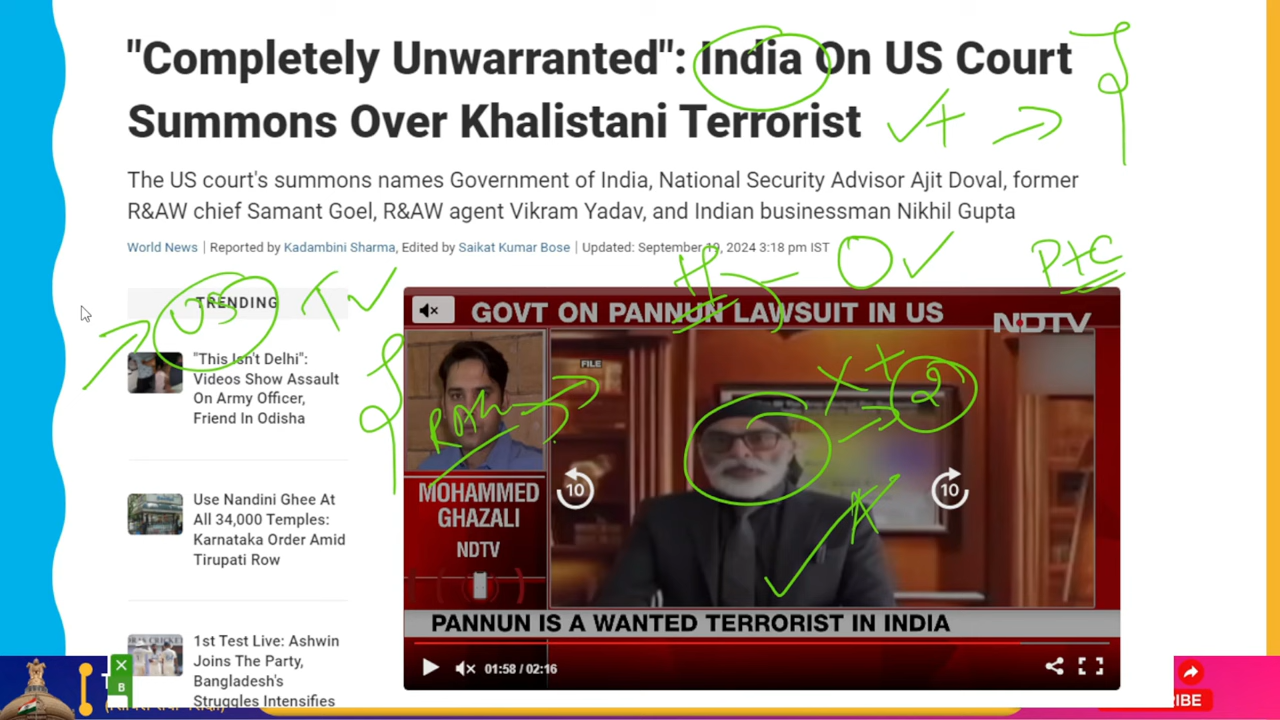 "Completely Unwarranted": India On US Court
Summons Over Khalistani Terrorist
The US court's summons names Government of India, National Security Advisor Ajit Doval, former
R&AW chief Samant Goel, R&AW agent Vikram Yadav, and Indian businessman Nikhil Gupta
World News | Reported by Kadambini Sharma, Edited by Saikat Kumar Bose | Updated: September 19, 2024 3:18 pm IST
P+C
TRENDING
US
"This Isn't Delhi":
Videos Show Assault
On Army Officer,
Friend In Odisha
Use Nandini Ghee At
All 34,000 Temples:
Karnataka Order Amid
Tirupati Row
1st Test Live: Ashwin
Joins The Party,
Bangladesh's
Struggles Intensifies
GOVT ON PANNUN LAWSUIT IN US
NDTV
FILE
RAW
X + 2
10
10
MOHAMMED
GHAZALI
NDTV
PANNUN IS A WANTED TERRORIST IN INDIA
01:58 / 02:16
X
B